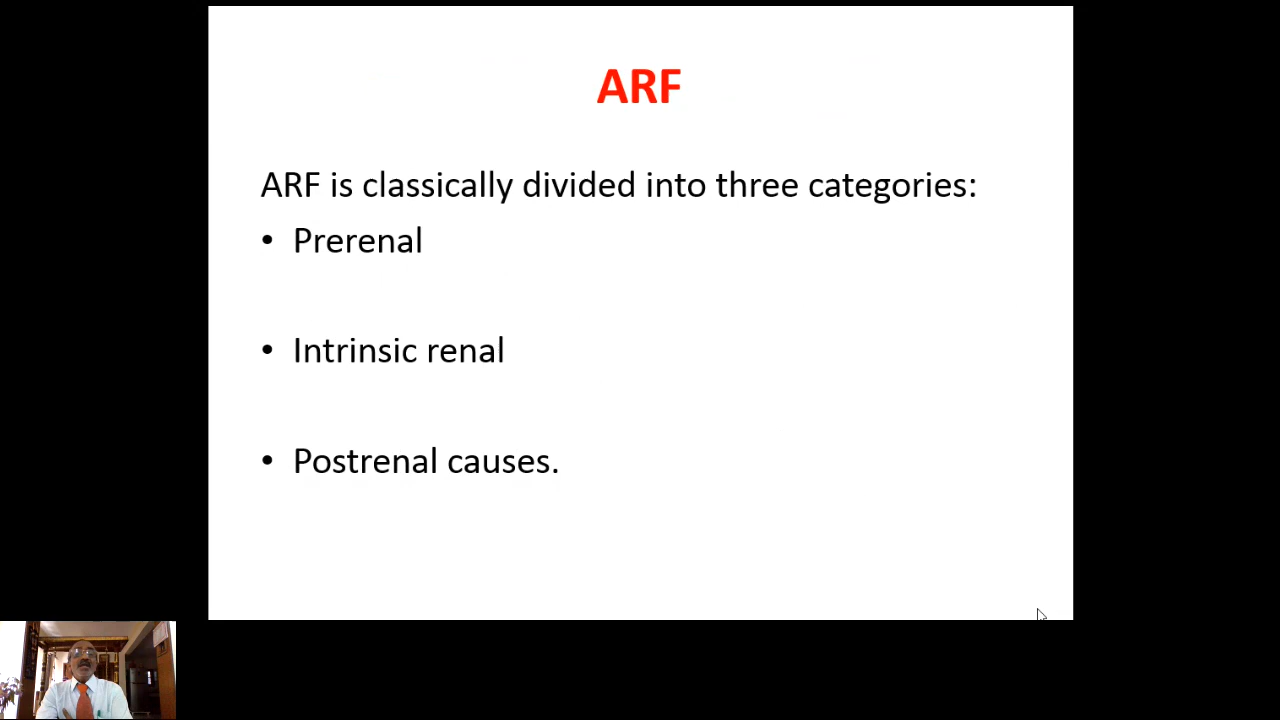 ARF
ARF is classically divided into three categories:
• Prerenal
• Intrinsic renal
• Postrenal causes.